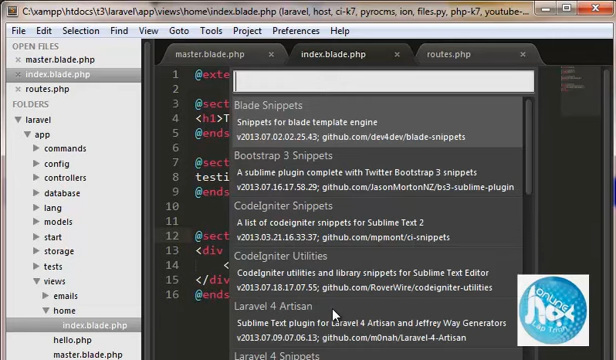 C:\xampp\htdocs\t3\laravel\app\views\home\index.blade.php (laravel, host, ci-k7, pyrocms, ion, files.py, php-k7, youtube-
File Edit Selection Find View Goto Tools Project Preferences Help
OPEN FILES
master.blade.php
index.blade.php
routes.php
FOLDERS
laravel
app
commands
config
controllers
database
lang
models
start
storage
tests
views
emails
home
index.blade.php
hello.php
master.blade.php
master.blade.php index.blade.php routes.php
1 @exte
2
3 @sect
4 <h1>T
5 @ends
6
7 @sect
8 testi
9 @ends
10
11
12 @sect
13 <div
14 <
15 </div
16 @ends
Blade Snippets
Snippets for blade template engine
v2013.07.02.02.25.43; github.com/dev4dev/blade-snippets
Bootstrap 3 Snippets
A sublime plugin complete with Twitter Bootstrap 3 snippets
v2013.07.16.17.58.29; github.com/JasonMortonNZ/bs3-sublime-plugin
CodeIgniter Snippets
A list of codeigniter snippets for Sublime Text 2
v2013.03.21.16.33.37; github.com/mpmont/ci-snippets
CodeIgniter Utilities
CodeIgniter utilities and library snippets for Sublime Text Editor
v2013.07.18.17.07.55; github.com/RoverWire/codeigniter-utilities
Laravel 4 Artisan
Sublime Text plugin for Laravel 4 Artisan and Jeffrey Way Generators
v2013.07.09.07.06.13; github.com/m0nah/Laravel-4-Artisan
Laravel 4 Snippets